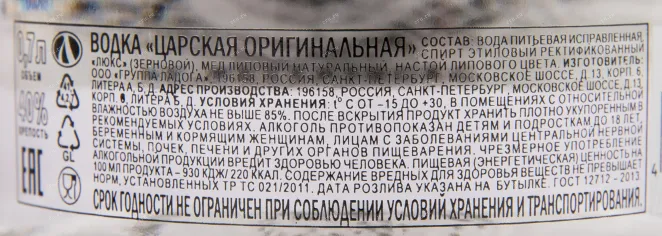 0,7 л
ОБЪЕМ
40%
КРЕПОСТЬ
GL
ВОДКА «ЦАРСКАЯ ОРИГИНАЛЬНАЯ» СОСТАВ: ВОДА ПИТЬЕВАЯ ИСПРАВЛЕННАЯ,
СПИРТ ЭТИЛОВЫЙ РЕКТИФИКОВАННЫЙ
«ЛЮКС» (ЗЕРНОВОЙ), МЕД ЛИПОВЫЙ НАТУРАЛЬНЫЙ, НАСТОЙ ЛИПОВОГО ЦВЕТА. ИЗГОТОВИТЕЛЬ:
ООО «ГРУППА ЛАДОГА», 196158, РОССИЯ, САНКТ-ПЕТЕРБУРГ, МОСКОВСКОЕ ШОССЕ, Д.13, КОРП. 6,
ЛИТЕРА Б, Д. АДРЕС ПРОИЗВОДСТВА: 196158, РОССИЯ, САНКТ-ПЕТЕРБУРГ, МОСКОВСКОЕ ШОССЕ, Д.13,
КОРП. 6, ЛИТЕРА Б, Д. УСЛОВИЯ ХРАНЕНИЯ: t° С ОТ –15 ДО +30, В ПОМЕЩЕНИЯХ С ОТНОСИТЕЛЬНОЙ
ВЛАЖНОСТЬЮ ВОЗДУХА НЕ ВЫШЕ 85%. ПОСЛЕ ВСКРЫТИЯ ПРОДУКТ ХРАНИТЬ ПЛОТНО УКУПОРЕННЫМ В
РЕКОМЕНДУЕМЫХ УСЛОВИЯХ. АЛКОГОЛЬ ПРОТИВОПОКАЗАН ДЕТЯМ И ПОДРОСТКАМ ДО 18 ЛЕТ,
БЕРЕМЕННЫМ И КОРМЯЩИМ ЖЕНЩИНАМ, ЛИЦАМ С ЗАБОЛЕВАНИЯМИ ЦЕНТРАЛЬНОЙ НЕРВНОЙ
СИСТЕМЫ, ПОЧЕК, ПЕЧЕНИ И ДРУГИХ ОРГАНОВ ПИЩЕВАРЕНИЯ. ЧРЕЗМЕРНОЕ УПОТРЕБЛЕНИЕ
АЛКОГОЛЬНОЙ ПРОДУКЦИИ ВРЕДИТ ЗДОРОВЬЮ ЧЕЛОВЕКА. ПИЩЕВАЯ (ЭНЕРГЕТИЧЕСКАЯ) ЦЕННОСТЬ НА
100 МЛ ПРОДУКТА – 930 КДЖ/ 220 ККАЛ. СОДЕРЖАНИЕ ВРЕДНЫХ ДЛЯ ЗДОРОВЬЯ ВЕЩЕСТВ НЕ ПРЕВЫШАЕТ
НОРМ, УСТАНОВЛЕННЫХ ТР ТС 021/2011. ДАТА РОЗЛИВА УКАЗАНА НА БУТЫЛКЕ. ГОСТ 12712 – 2013.
СРОК ГОДНОСТИ НЕ ОГРАНИЧЕН ПРИ СОБЛЮДЕНИИ УСЛОВИЙ ХРАНЕНИЯ И ТРАНСПОРТИРОВАНИЯ.